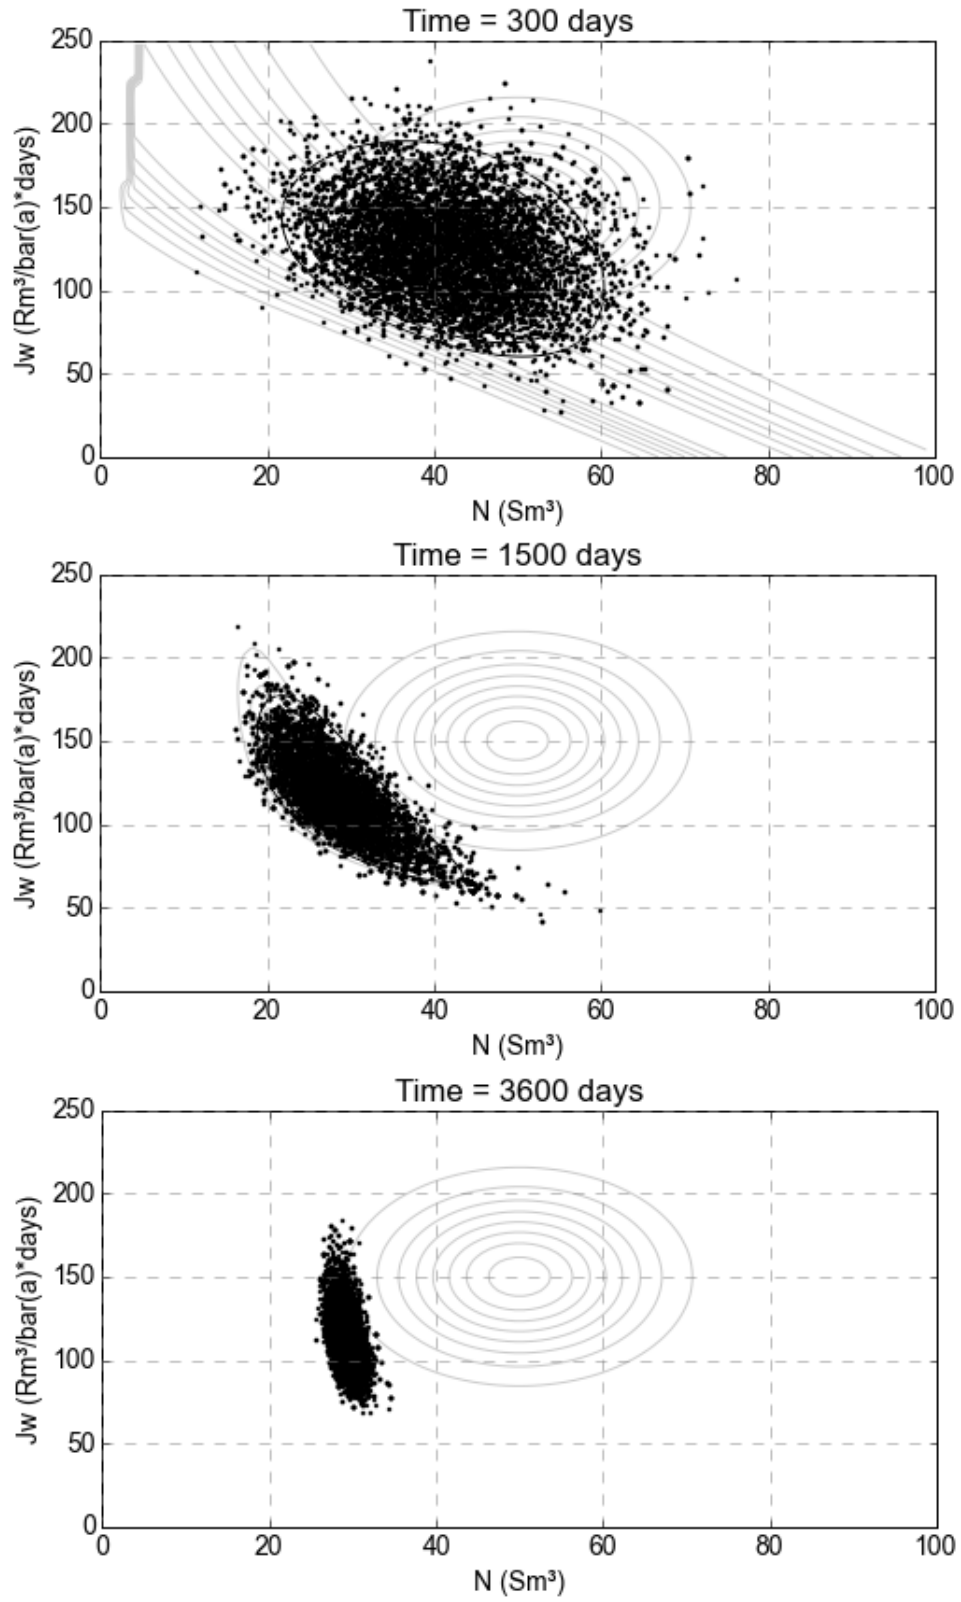 Time = 300 days
250
200
150
100
50
0
Jw (Rm³/bar(a)*days)
0 20 40 60 80 100
N (Sm³)
Time = 1500 days
250
200
150
100
50
0
Jw (Rm³/bar(a)*days)
0 20 40 60 80 100
N (Sm³)
Time = 3600 days
250
200
150
100
50
0
Jw (Rm³/bar(a)*days)
0 20 40 60 80 100
N (Sm³)